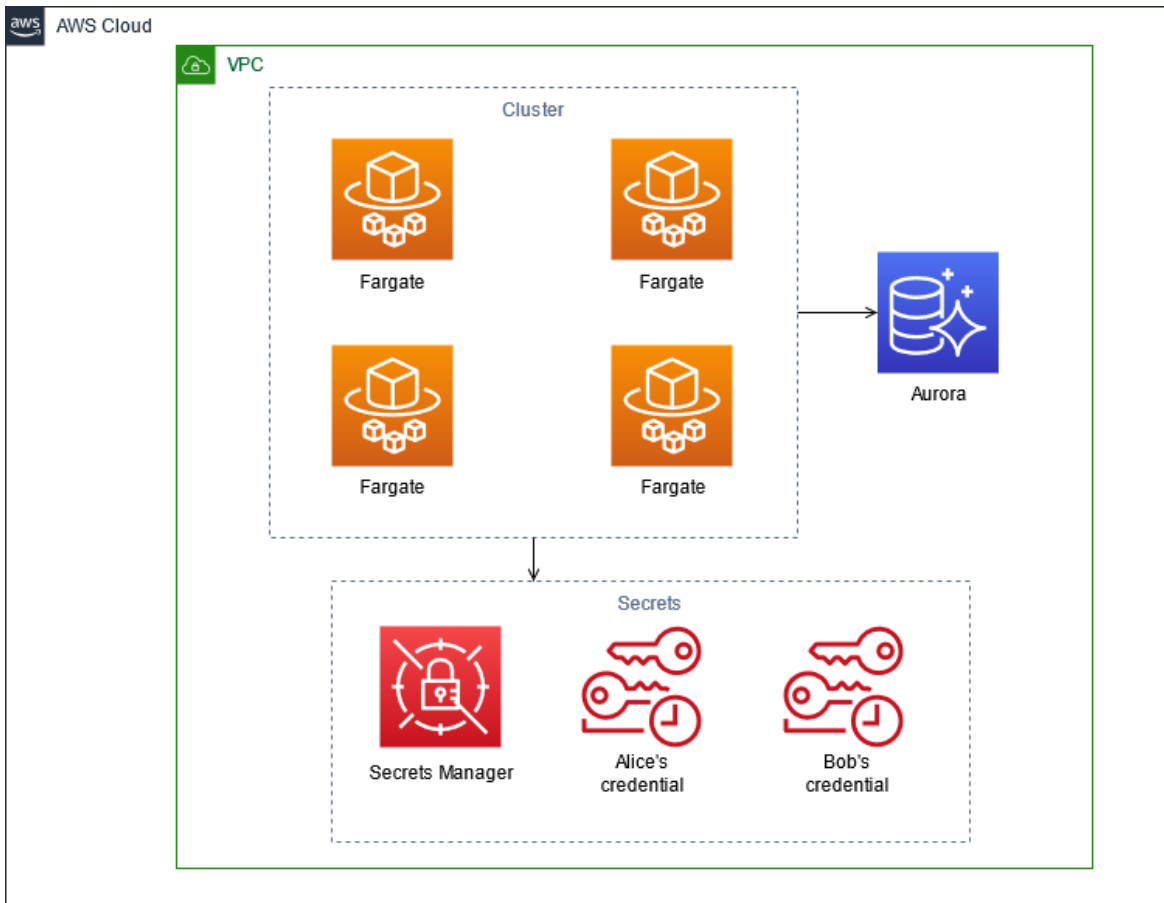 aws
AWS Cloud
VPC
Cluster
Fargate
Fargate
Aurora
Fargate
Fargate
Secrets
Secrets Manager
Alice's
credential
Bob's
credential